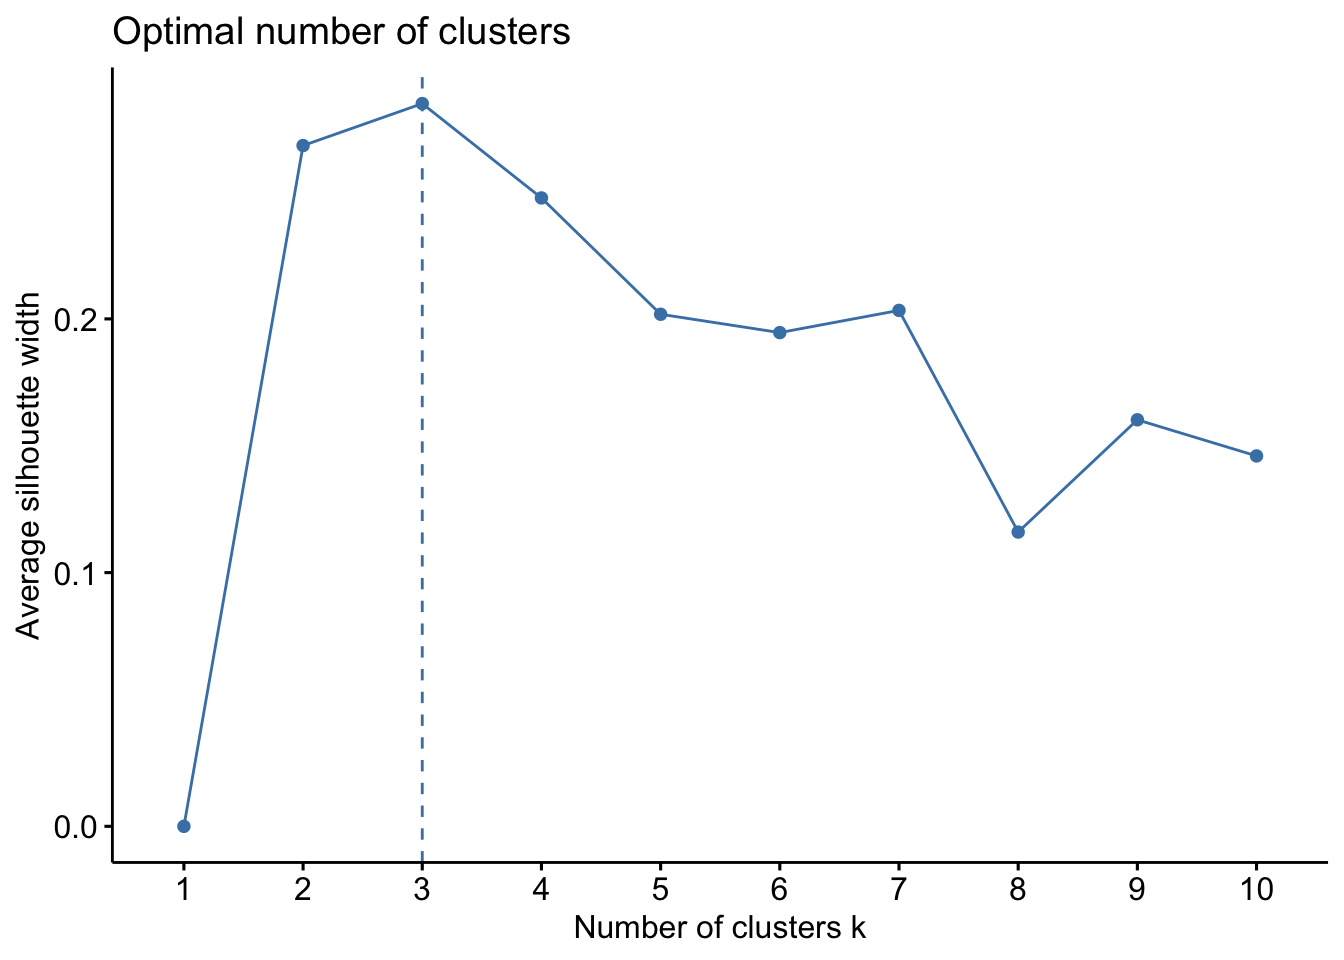 Optimal number of clusters
Average silhouette width
0.2
0.1
0.0
1 2 3 4 5 6 7 8 9 10
Number of clusters k